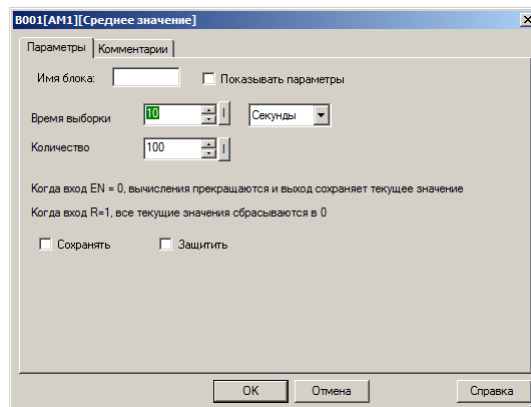 B001[AM1][Среднее значение]
Параметры Комментарии
Имя блока: Показывать параметры
Время выборки 10 Секунды
Количество 100
Когда вход EN = 0, вычисления прекращаются и выход сохраняет текущее значение
Когда вход R=1, все текущие значения сбрасываются в 0
Сохранять Защитить
OK Отмена Справка